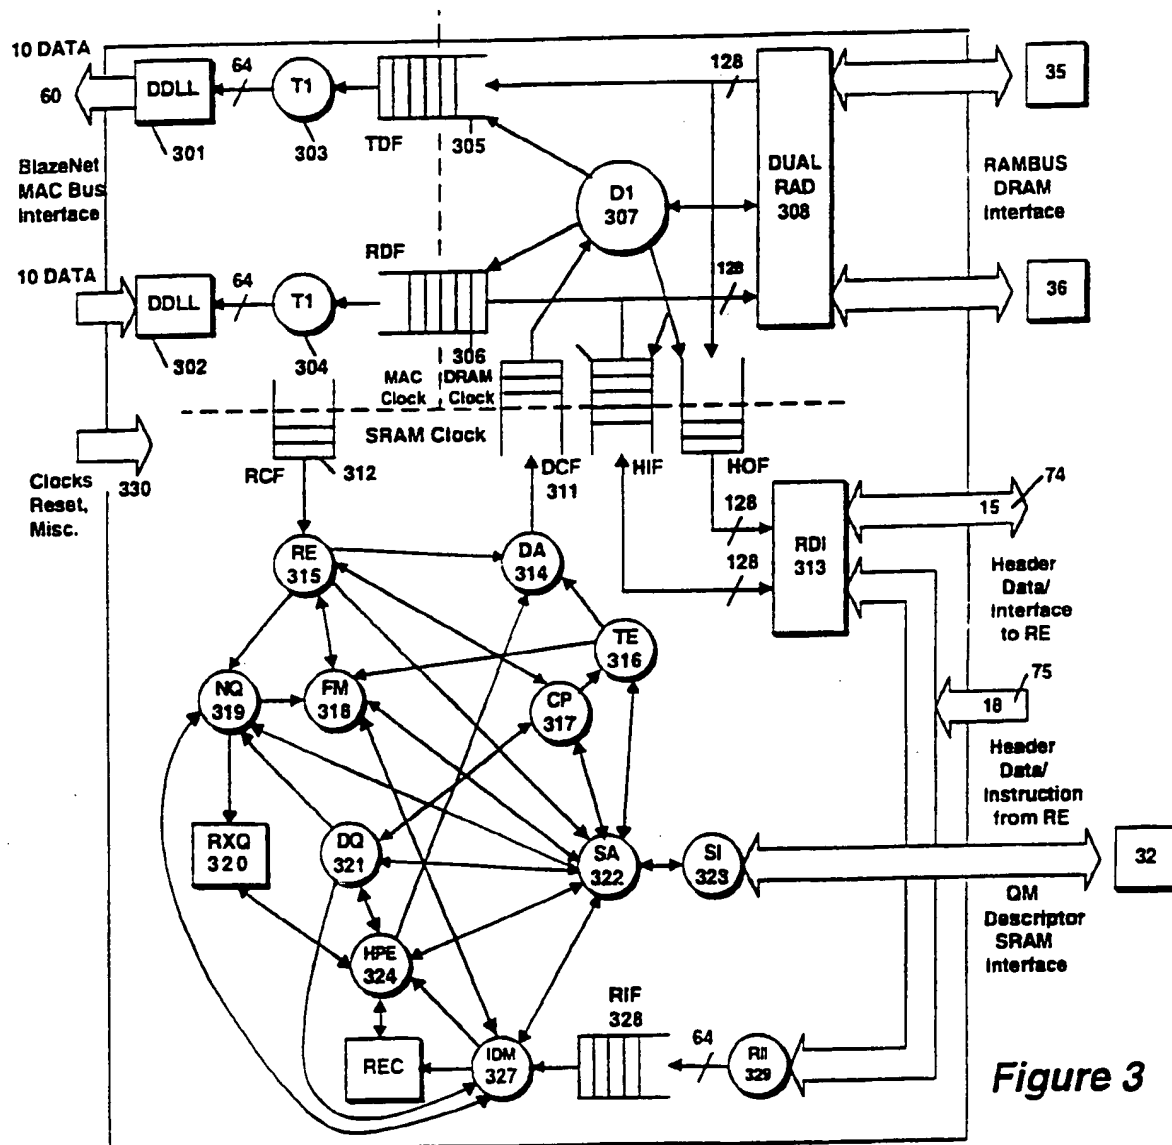 10 DATA
60
DDLL
301
64
T1
303
TDF
305
128
DUAL
RAD
308
35
BlazeNet
MAC Bus
Interface
RAMBUS
DRAM
Interface
D1
307
10 DATA
DDLL
302
64
T1
304
RDF
306
128
36
MAC
Clock
DRAM
Clock
SRAM Clock
330
Clocks
Reset,
Misc.
RCF
312
DCF
311
HIF
HOF
128
128
RDI
313
15
74
Header
Data/
Interface
to RE
RE
315
DA
314
TE
316
NQ
319
FM
318
CP
317
18
75
Header
Data/
Instruction
from RE
RXQ
320
DQ
321
SA
322
SI
323
32
QM
Descriptor
SRAM
Interface
HPE
324
REC
IDM
327
RIF
328
64
RII
329
Figure 3